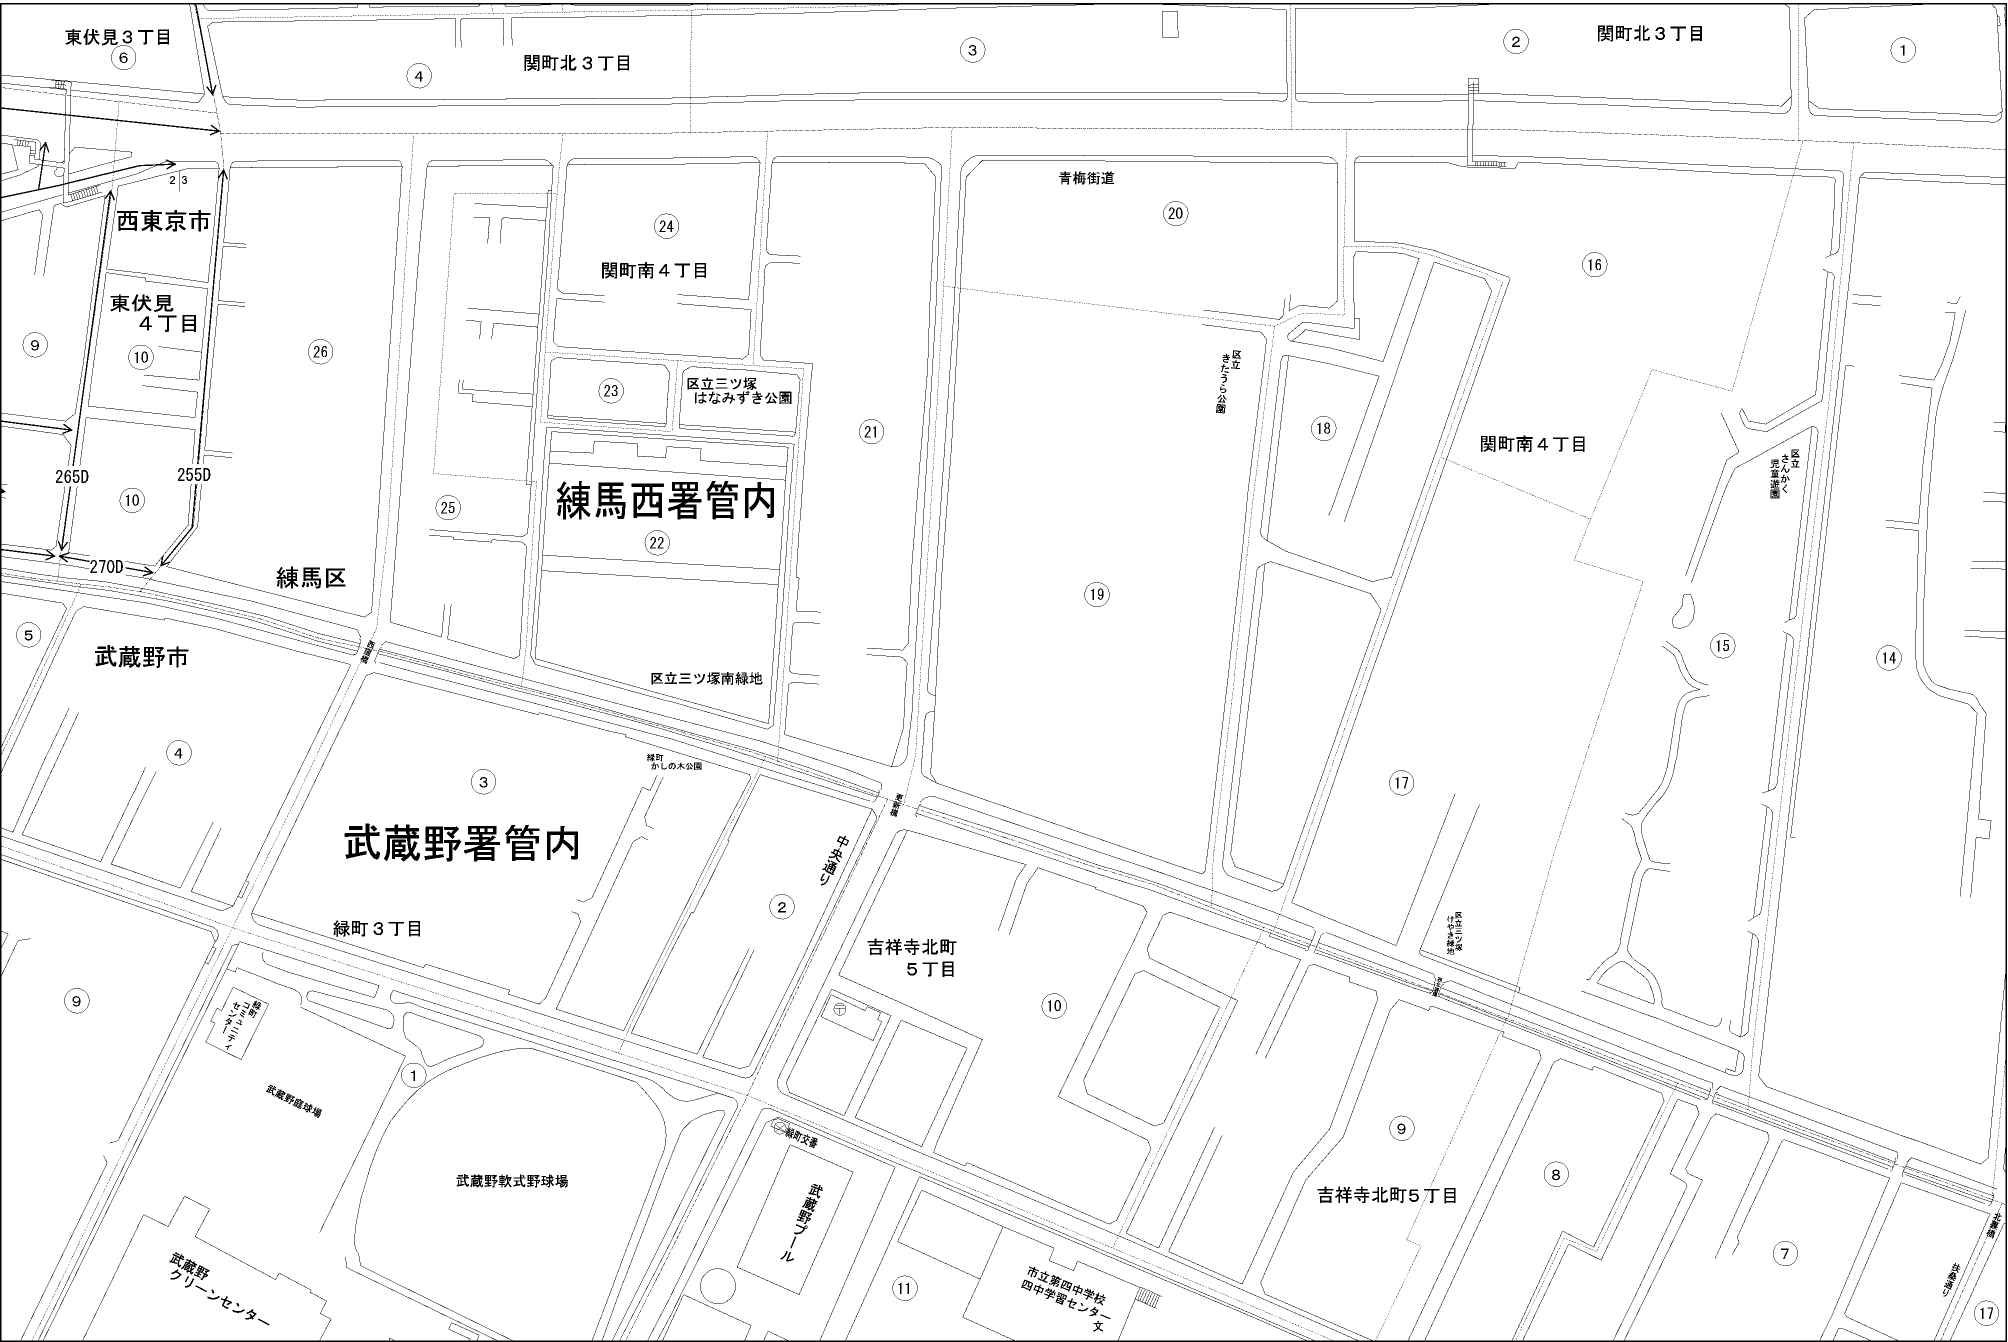 東伏見３丁目
6
4
関町北３丁目
3
2
関町北３丁目
1
2 3
西東京市
東伏見
４丁目
10
9
26
24
関町南４丁目
青梅街道
20
16
23
区立三ツ塚
はなみずき公園
21
区立
きたうら公園
18
関町南４丁目
区立
さんかく
児童遊園
265D
255D
10
25
練馬西署管内
22
270D
練馬区
19
15
14
5
武蔵野市
区立三ツ塚南緑地
4
3
緑町
かしの木公園
17
武蔵野署管内
中央通り
2
緑町３丁目
吉祥寺北町
５丁目
区立三ツ塚
けやき緑地
9
緑町
コミュニティ
センター
10
1
武蔵野庭球場
緑町交番
9
武蔵野軟式野球場
武蔵野プール
吉祥寺北町５丁目
8
北裏橋
武蔵野
クリーンセンター
11
市立第四中学校
四中学習センター
文
7
扶桑通り
17